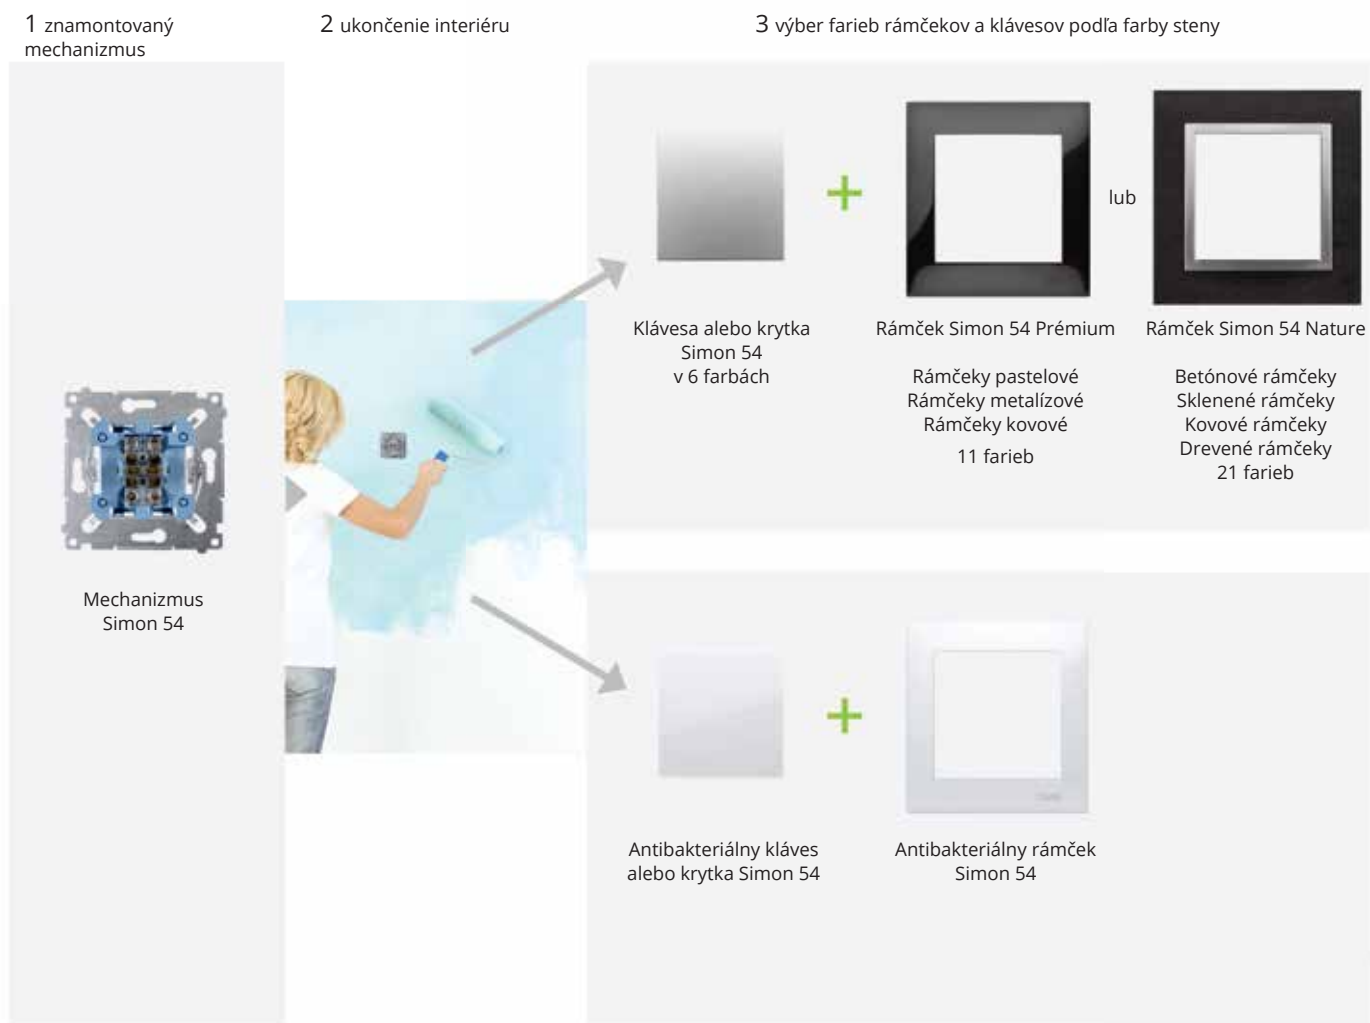 1 znamontovaný
mechanizmus
2 ukončenie interiéru
3 výber farieb rámčekov a klávesov podľa farby steny
lub
Klávesa alebo krytka
Simon 54
v 6 farbách
Rámček Simon 54 Prémium
Rámčeky pastelové
Rámčeky metalízové
Rámčeky kovové
11 farieb
Rámček Simon 54 Nature
Betónové rámčeky
Sklenené rámčeky
Kovové rámčeky
Drevené rámčeky
21 farieb
Mechanizmus
Simon 54
Antibakteriálny kláves
alebo krytka Simon 54
Antibakteriálny rámček
Simon 54